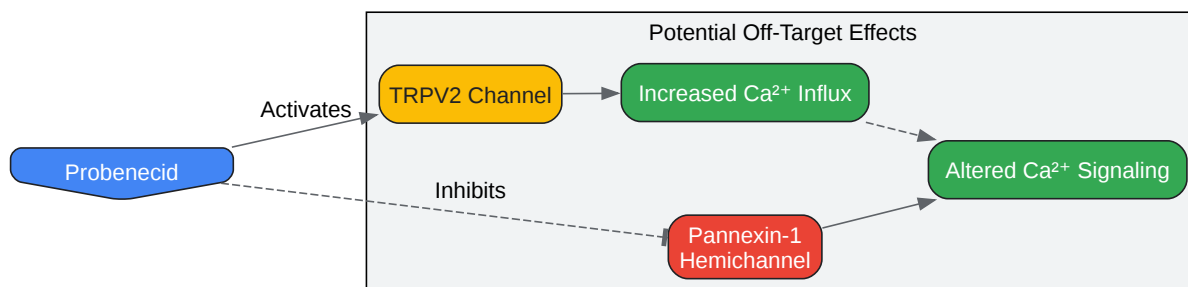 Potential Off-Target Effects
TRPV2 Channel
Increased Ca²⁺ Influx
Activates
Probenecid
Altered Ca²⁺ Signaling
Inhibits
Pannexin-1
Hemichannel